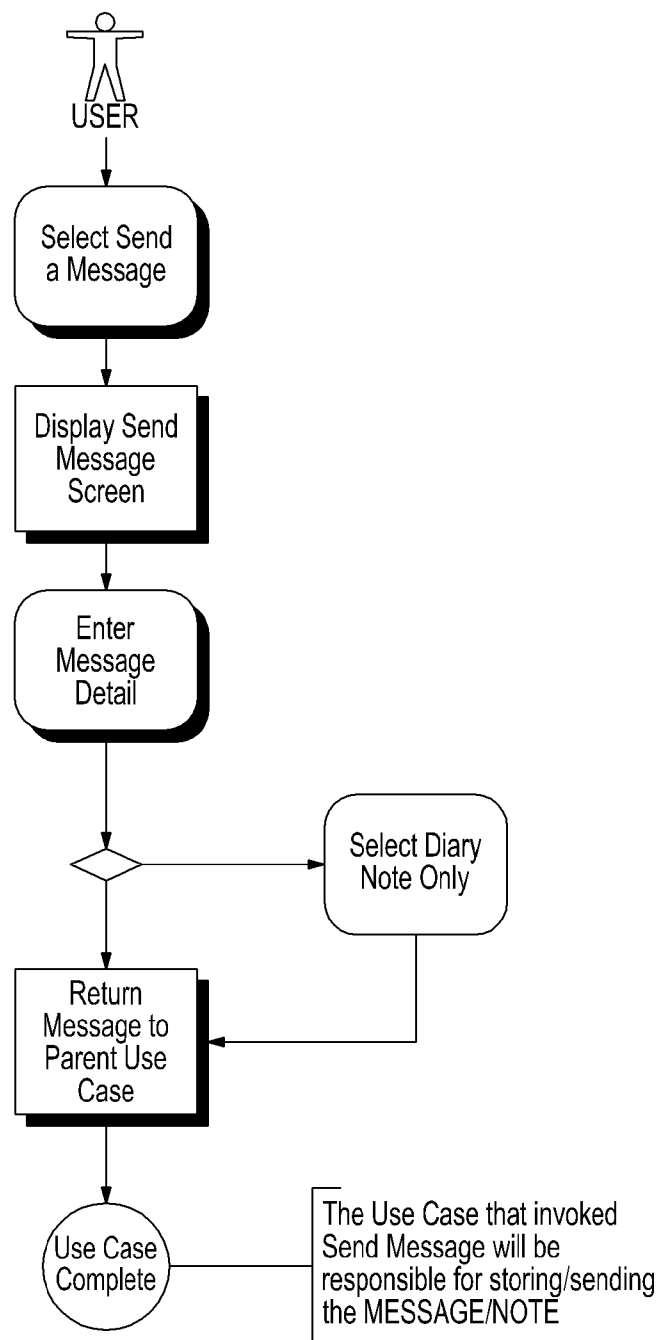 USER
Select Send
a Message
Display Send
Message
Screen
Enter
Message
Detail
Select Diary
Note Only
Return
Message to
Parent Use
Case
Use Case
Complete
The Use Case that invoked
Send Message will be
responsible for storing/sending
the MESSAGE/NOTE